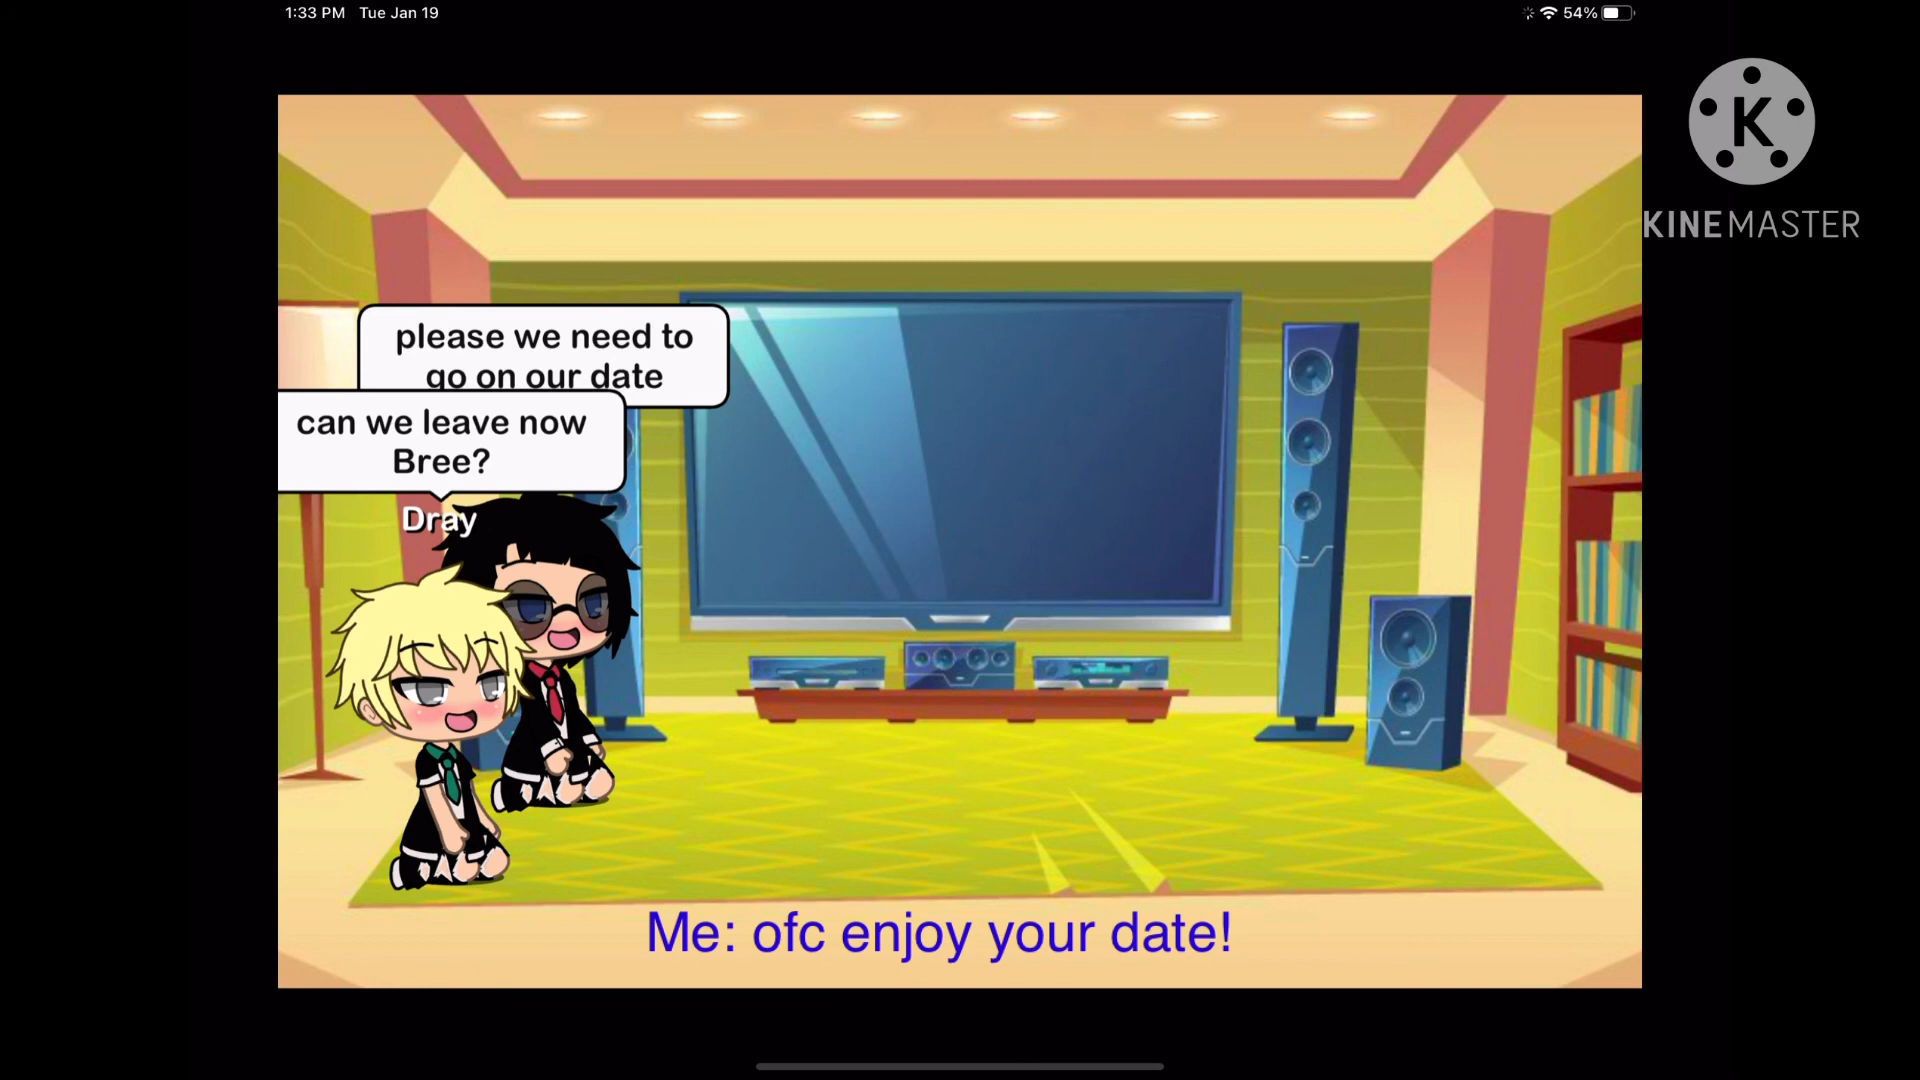 1:33 PM Tue Jan 19
54%
K
KINEMASTER
please we need to
go on our date
can we leave now
Bree?
Dray
Me: ofc enjoy your date!